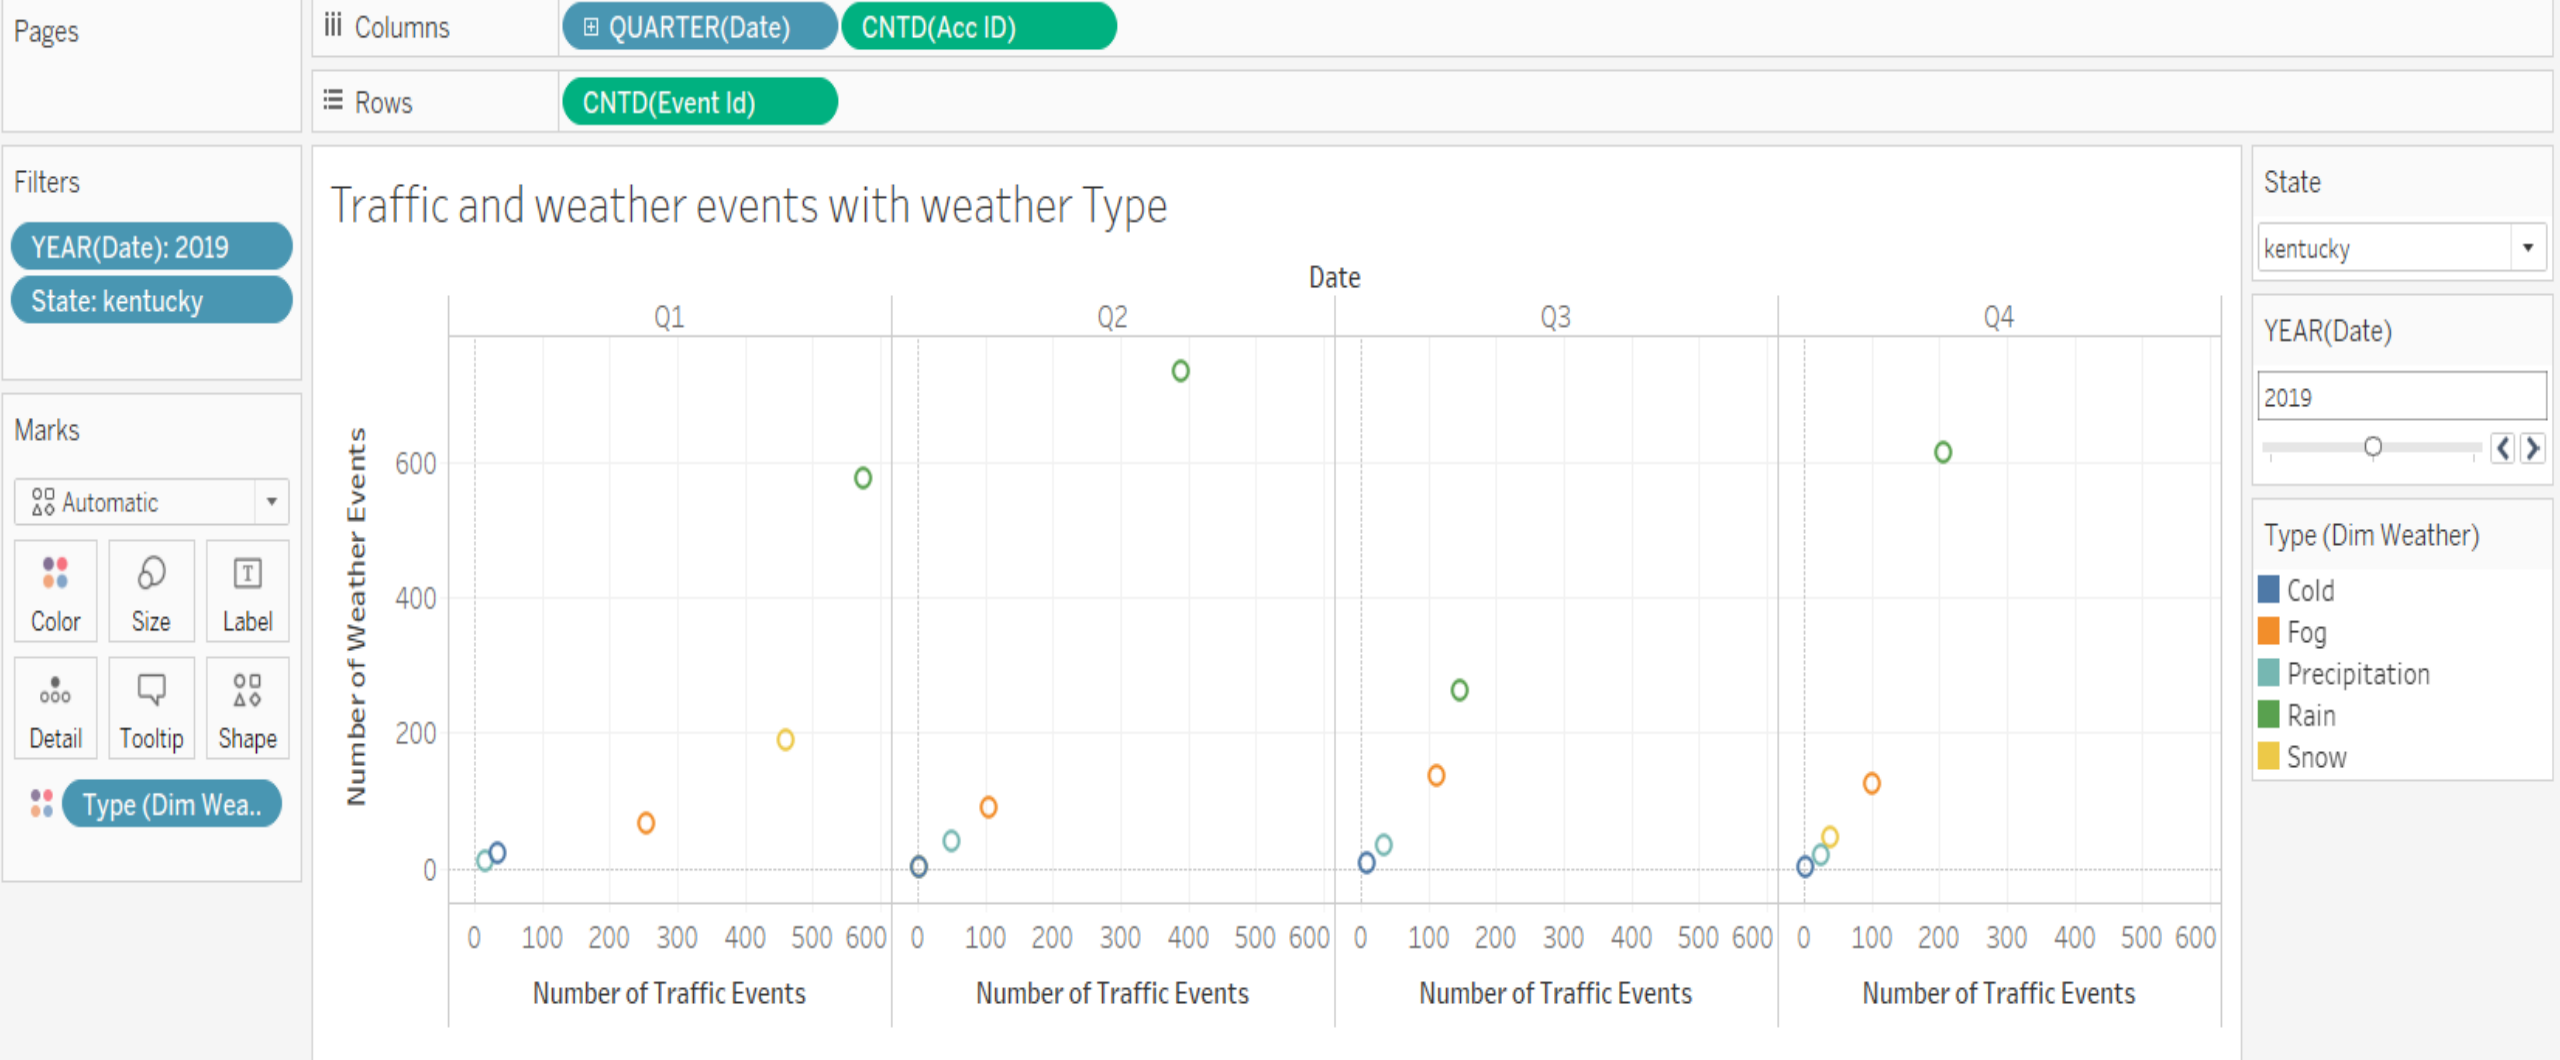 Pages
Columns
QUARTER(Date)
CNTD(Acc ID)
Rows
CNTD(Event Id)
Filters
YEAR(Date): 2019
State: kentucky
Marks
Automatic
Color
Size
T
Label
Detail
Tooltip
Shape
Type (Dim Wea..
Traffic and weather events with weather Type
Date
Q1 Q2 Q3 Q4
Number of Weather Events
600
400
200
0
0 100 200 300 400 500 600 0 100 200 300 400 500 600 0 100 200 300 400 500 600 0 100 200 300 400 500 600
Number of Traffic Events Number of Traffic Events Number of Traffic Events Number of Traffic Events
State
kentucky
YEAR(Date)
2019
Type (Dim Weather)
Cold
Fog
Precipitation
Rain
Snow